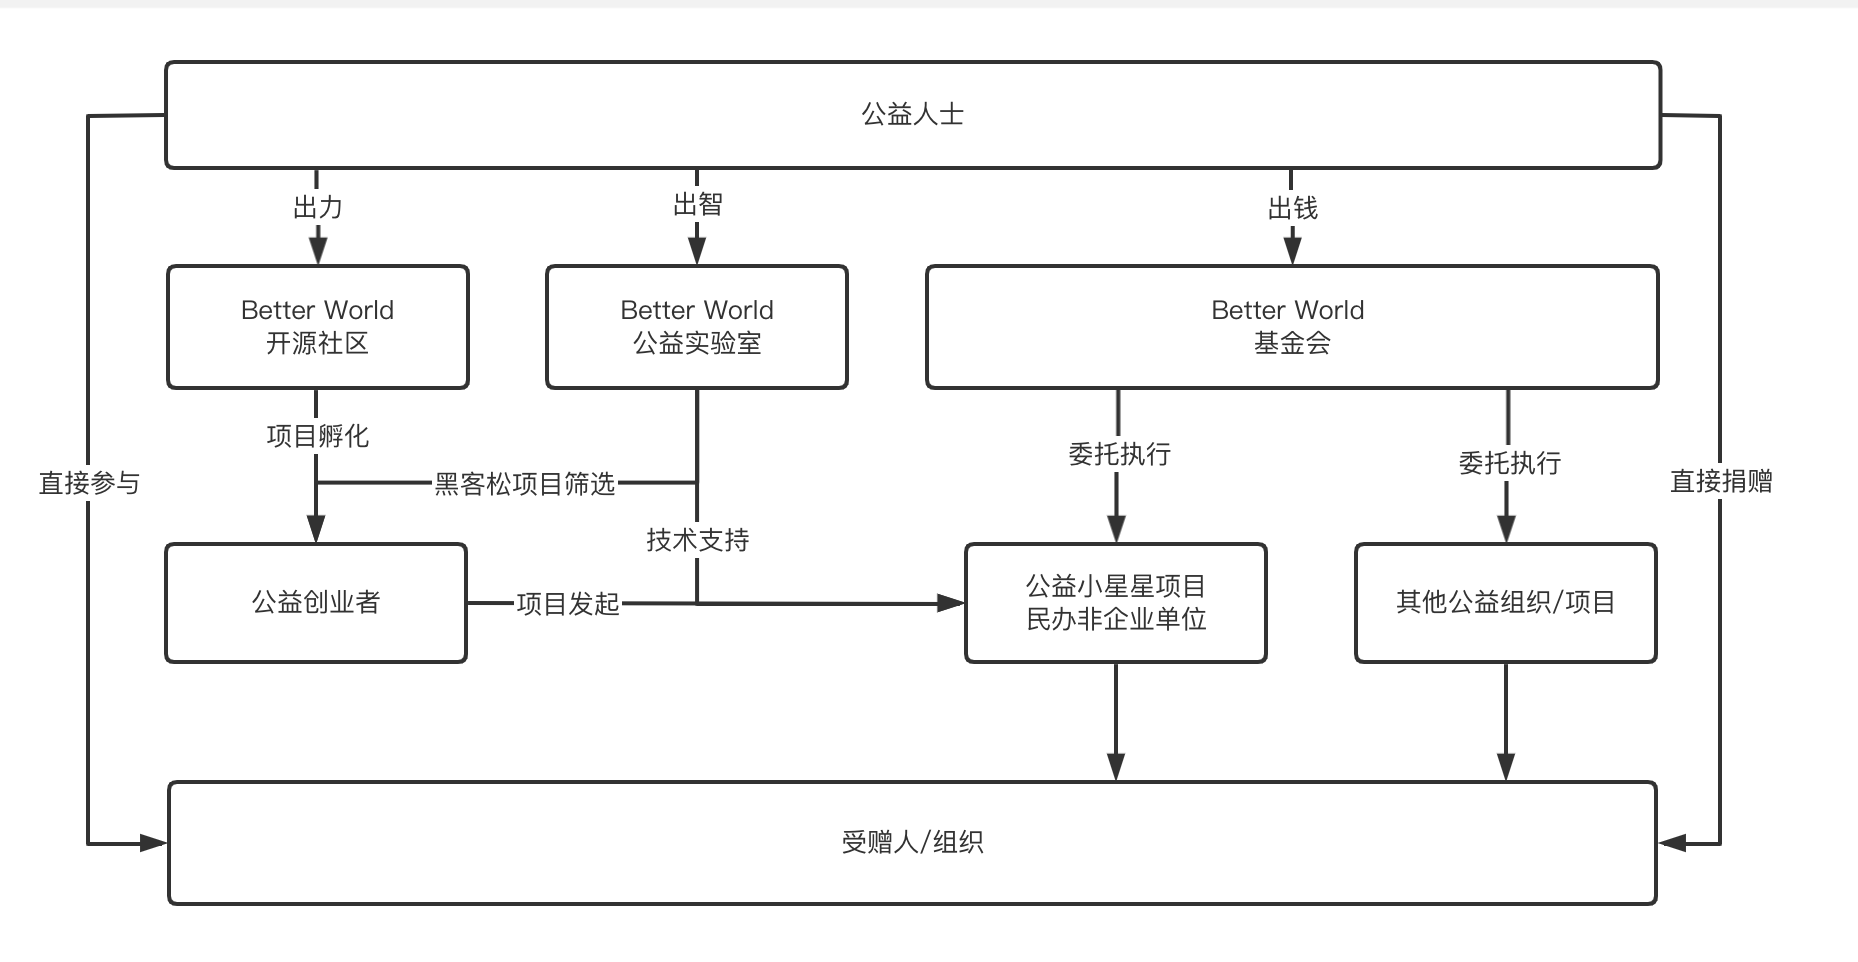 公益人士
出力
出智
出钱
Better World
开源社区
Better World
公益实验室
Better World
基金会
项目孵化
委托执行
委托执行
直接参与
黑客松项目筛选
直接捐赠
技术支持
公益创业者
项目发起
公益小星星项目
民办非企业单位
其他公益组织/项目
受赠人/组织